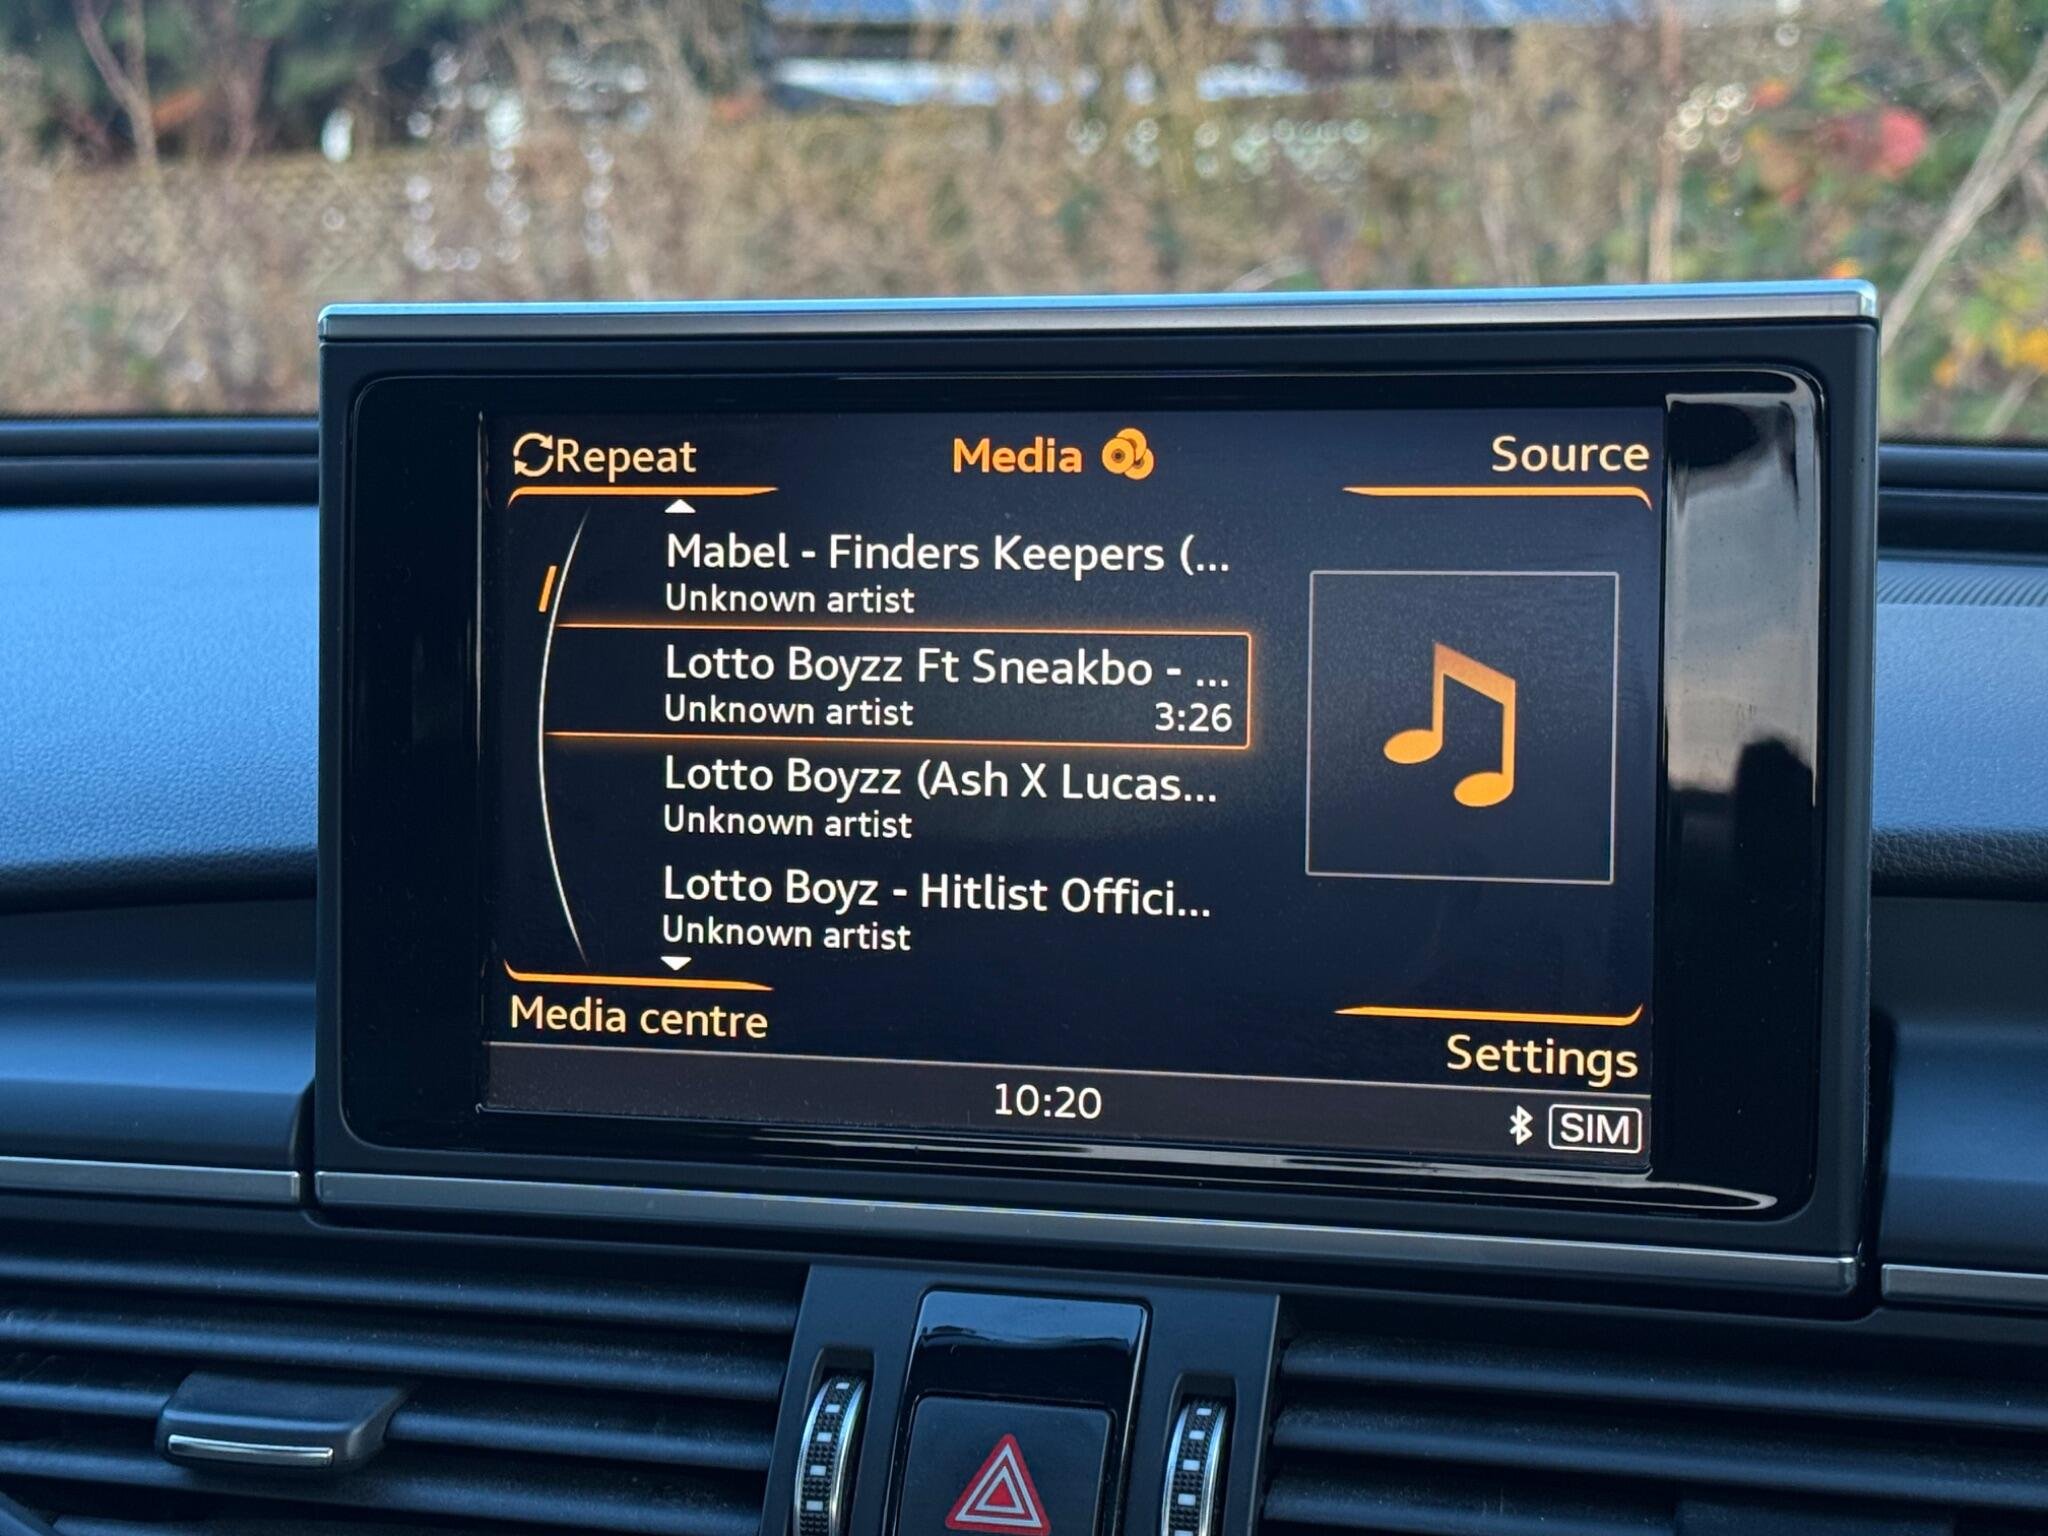 Repeat
Media
Source
Mabel - Finders Keepers (...
Unknown artist
Lotto Boyzz Ft Sneakbo - ...
Unknown artist
3:26
Lotto Boyzz (Ash X Lucas...
Unknown artist
Lotto Boyz - Hitlist Offici...
Unknown artist
Media centre
Settings
10:20
SIM